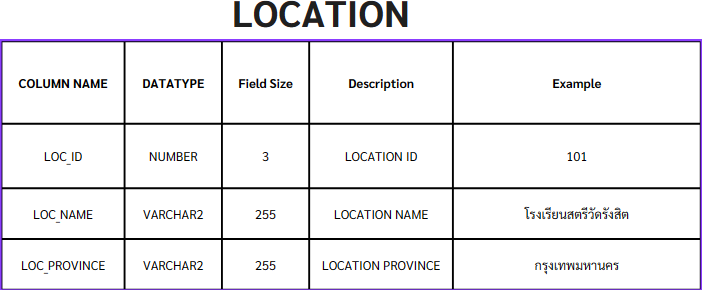 LOCATION
COLUMN NAME DATATYPE Field Size Description Example
LOC_ID NUMBER 3 LOCATION ID 101
LOC_NAME VARCHAR2 255 LOCATION NAME โรงเรียนสตรีวัดรังสิต
LOC_PROVINCE VARCHAR2 255 LOCATION PROVINCE กรุงเทพมหานคร